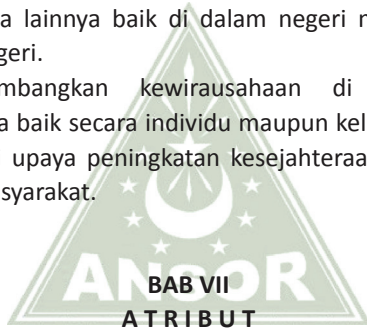 a lainnya baik di dalam negeri m
geri.
mbangkan kewirausahaan di
a baik secara individu maupun kel
upaya peningkatan kesejahteraa
syarakat.
ANSOR
BAB VII
A T R I B U T